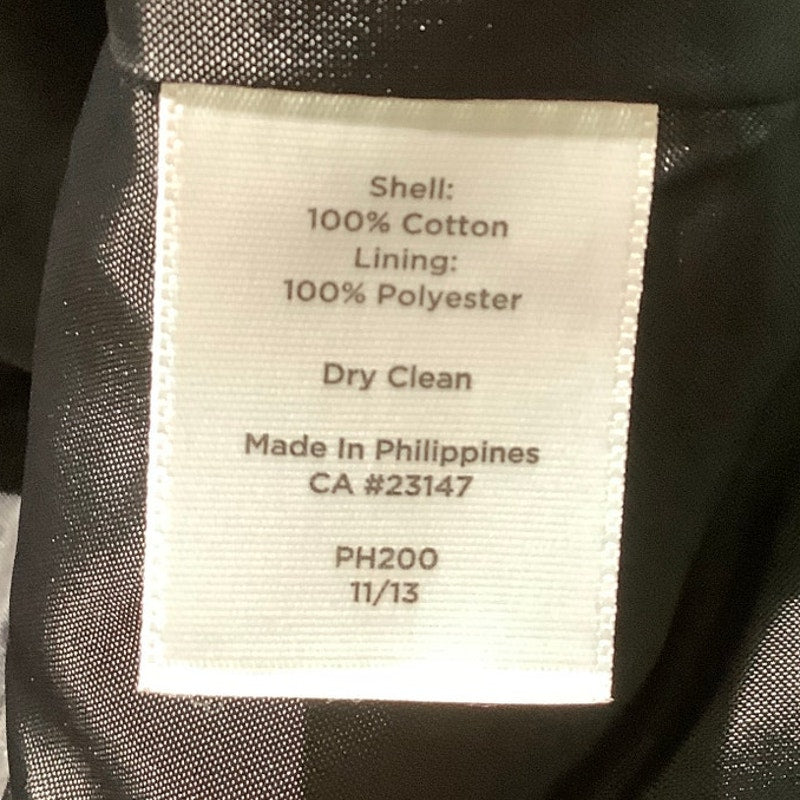 Shell:
100% Cotton
Lining:
100% Polyester
Dry Clean
Made In Philippines
CA #23147
PH200
11/13